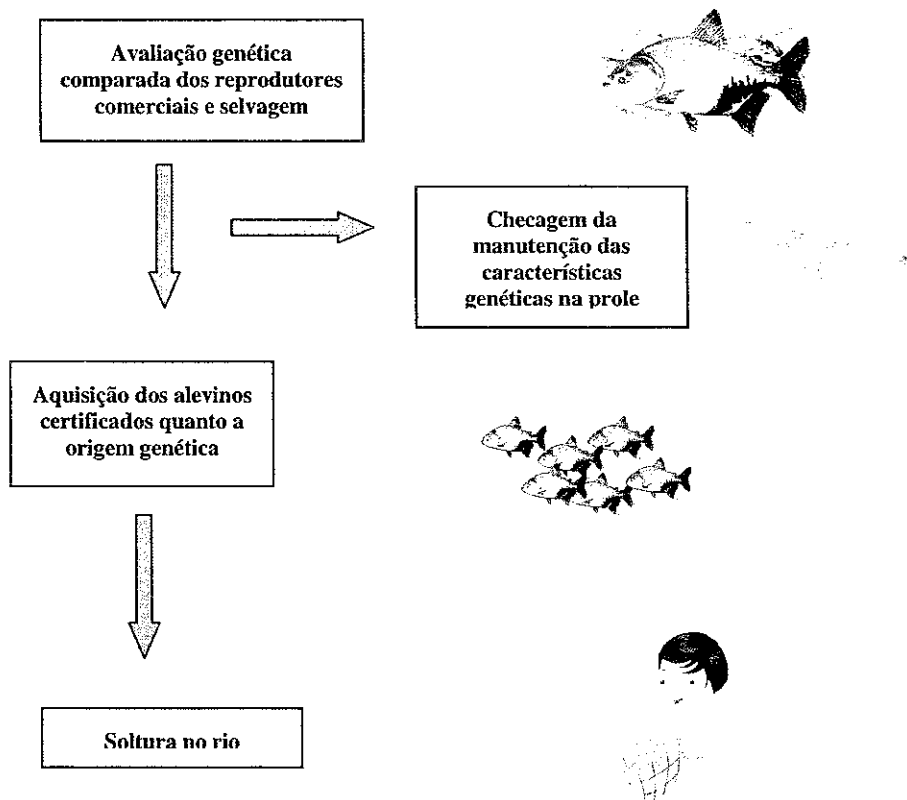 Avaliação genética
comparada dos reprodutores
comerciais e selvagem
Checagem da
manutenção das
características
genéticas na prole
Aquisição dos alevinos
certificados quanto a
origem genética
Soltura no rio